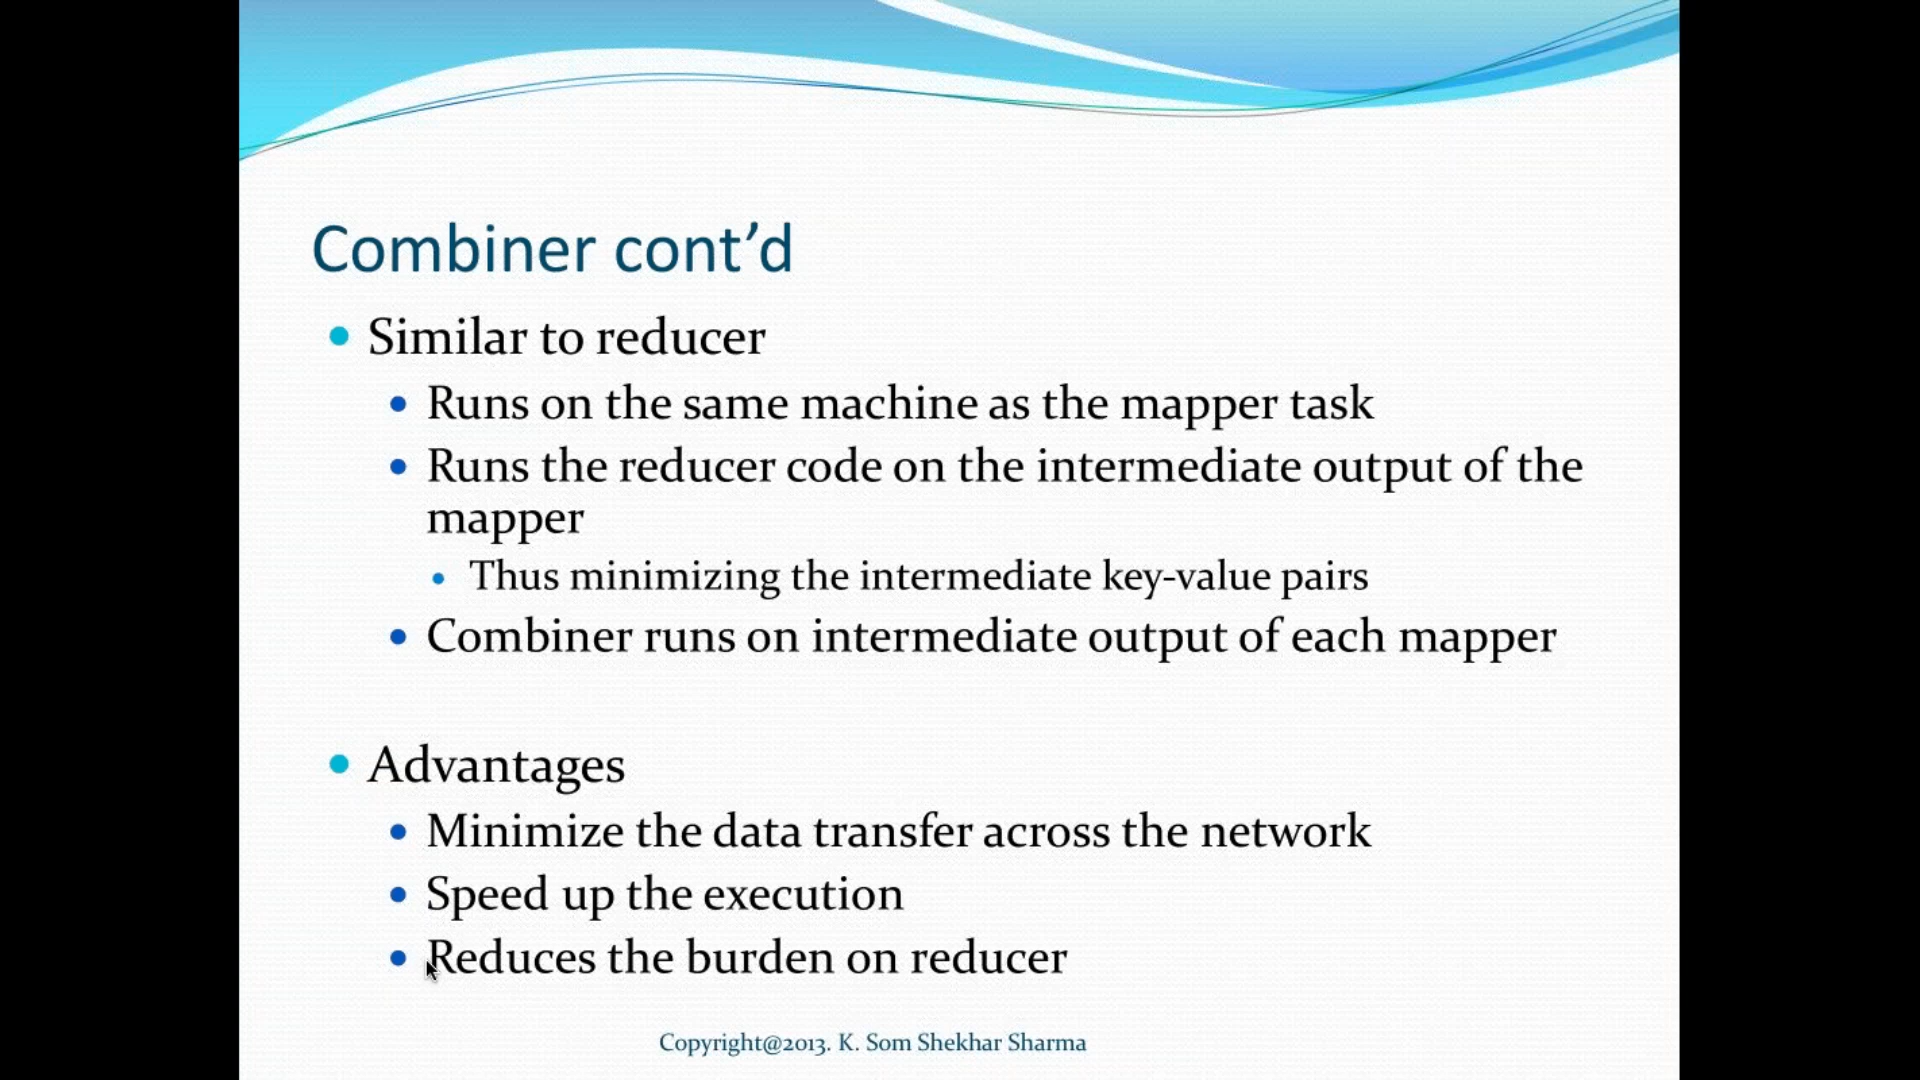 Combiner cont’d
Similar to reducer
Runs on the same machine as the mapper task
Runs the reducer code on the intermediate output of the
mapper
Thus minimizing the intermediate key-value pairs
Combiner runs on intermediate output of each mapper
Advantages
Minimize the data transfer across the network
Speed up the execution
Reduces the burden on reducer
Copyright@2013. K. Som Shekhar Sharma